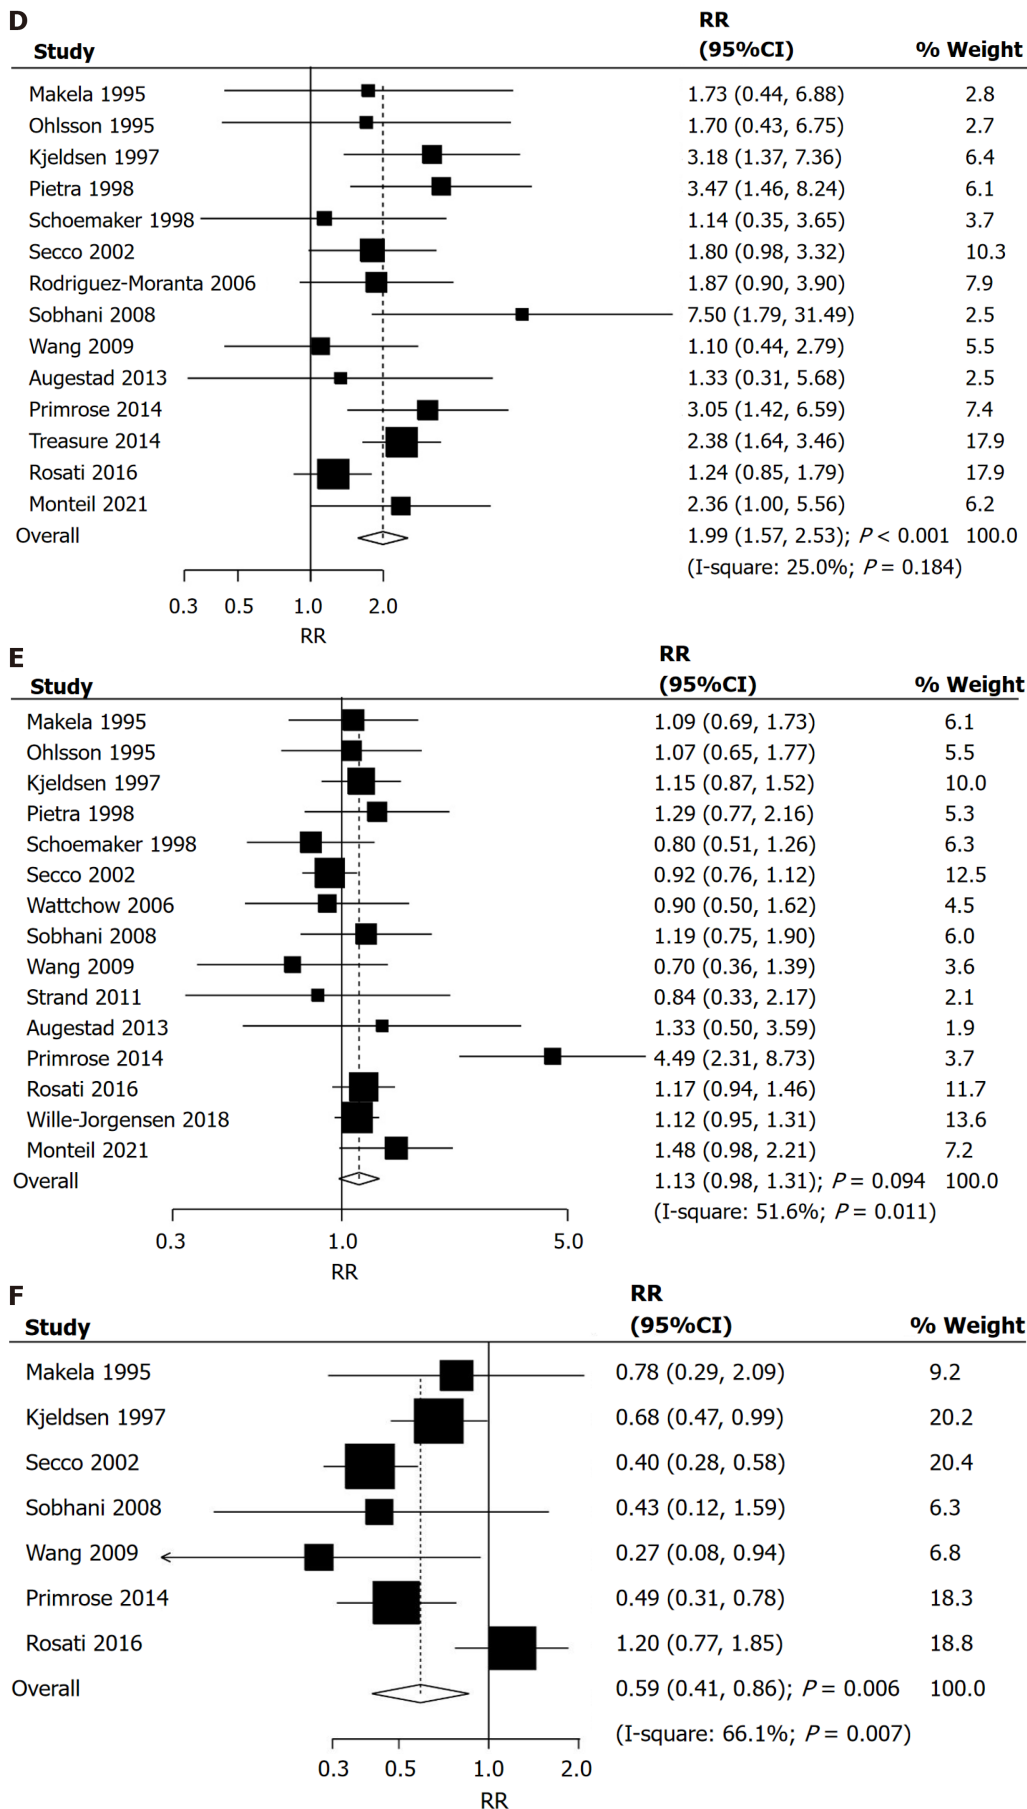 D
RR
Study (95%CI) % Weight
Makela 1995 1.73 (0.44, 6.88) 2.8
Ohlsson 1995 1.70 (0.43, 6.75) 2.7
Kjeldsen 1997 3.18 (1.37, 7.36) 6.4
Pietra 1998 3.47 (1.46, 8.24) 6.1
Schoemaker 1998 1.14 (0.35, 3.65) 3.7
Secco 2002 1.80 (0.98, 3.32) 10.3
Rodriguez-Moranta 2006 1.87 (0.90, 3.90) 7.9
Sobhani 2008 7.50 (1.79, 31.49) 2.5
Wang 2009 1.10 (0.44, 2.79) 5.5
Augestad 2013 1.33 (0.31, 5.68) 2.5
Primrose 2014 3.05 (1.42, 6.59) 7.4
Treasure 2014 2.38 (1.64, 3.46) 17.9
Rosati 2016 1.24 (0.85, 1.79) 17.9
Monteil 2021 2.36 (1.00, 5.56) 6.2
Overall 1.99 (1.57, 2.53); P < 0.001 100.0
(I-square: 25.0%; P = 0.184)
0.3 0.5 1.0 2.0
RR
E
RR
Study (95%CI) % Weight
Makela 1995 1.09 (0.69, 1.73) 6.1
Ohlsson 1995 1.07 (0.65, 1.77) 5.5
Kjeldsen 1997 1.15 (0.87, 1.52) 10.0
Pietra 1998 1.29 (0.77, 2.16) 5.3
Schoemaker 1998 0.80 (0.51, 1.26) 6.3
Secco 2002 0.92 (0.76, 1.12) 12.5
Wattchow 2006 0.90 (0.50, 1.62) 4.5
Sobhani 2008 1.19 (0.75, 1.90) 6.0
Wang 2009 0.70 (0.36, 1.39) 3.6
Strand 2011 0.84 (0.33, 2.17) 2.1
Augestad 2013 1.33 (0.50, 3.59) 1.9
Primrose 2014 4.49 (2.31, 8.73) 3.7
Rosati 2016 1.17 (0.94, 1.46) 11.7
Wille-Jorgensen 2018 1.12 (0.95, 1.31) 13.6
Monteil 2021 1.48 (0.98, 2.21) 7.2
Overall 1.13 (0.98, 1.31); P = 0.094 100.0
(I-square: 51.6%; P = 0.011)
0.3 1.0 5.0
RR
F
RR
Study (95%CI) % Weight
Makela 1995 0.78 (0.29, 2.09) 9.2
Kjeldsen 1997 0.68 (0.47, 0.99) 20.2
Secco 2002 0.40 (0.28, 0.58) 20.4
Sobhani 2008 0.43 (0.12, 1.59) 6.3
Wang 2009 0.27 (0.08, 0.94) 6.8
Primrose 2014 0.49 (0.31, 0.78) 18.3
Rosati 2016 1.20 (0.77, 1.85) 18.8
Overall 0.59 (0.41, 0.86); P = 0.006 100.0
(I-square: 66.1%; P = 0.007)
0.3 0.5 1.0 2.0
RR